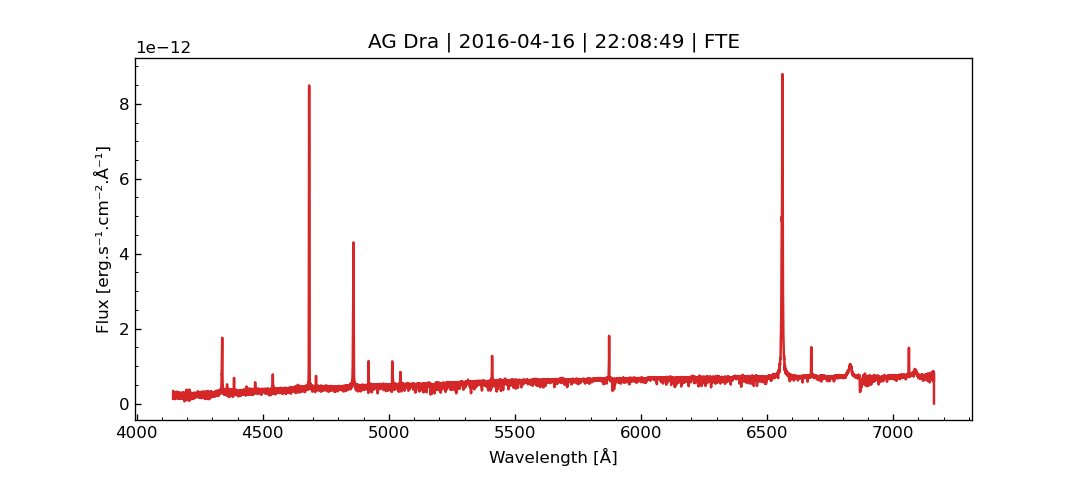 AG Dra | 2016-04-16 | 22:08:49 | FTE
1e−12
8
6
4
2
0
Flux [erg.s⁻¹.cm⁻².Å⁻¹]
4000 4500 5000 5500 6000 6500 7000
Wavelength [Å]